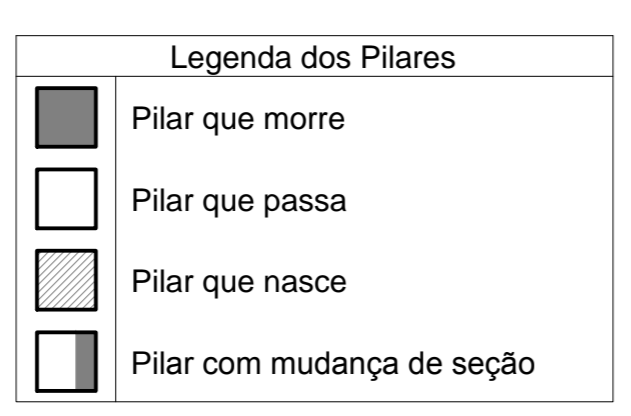 Legenda dos Pilares
Pilar que morre
Pilar que passa
Pilar que nasce
Pilar com mudança de seção